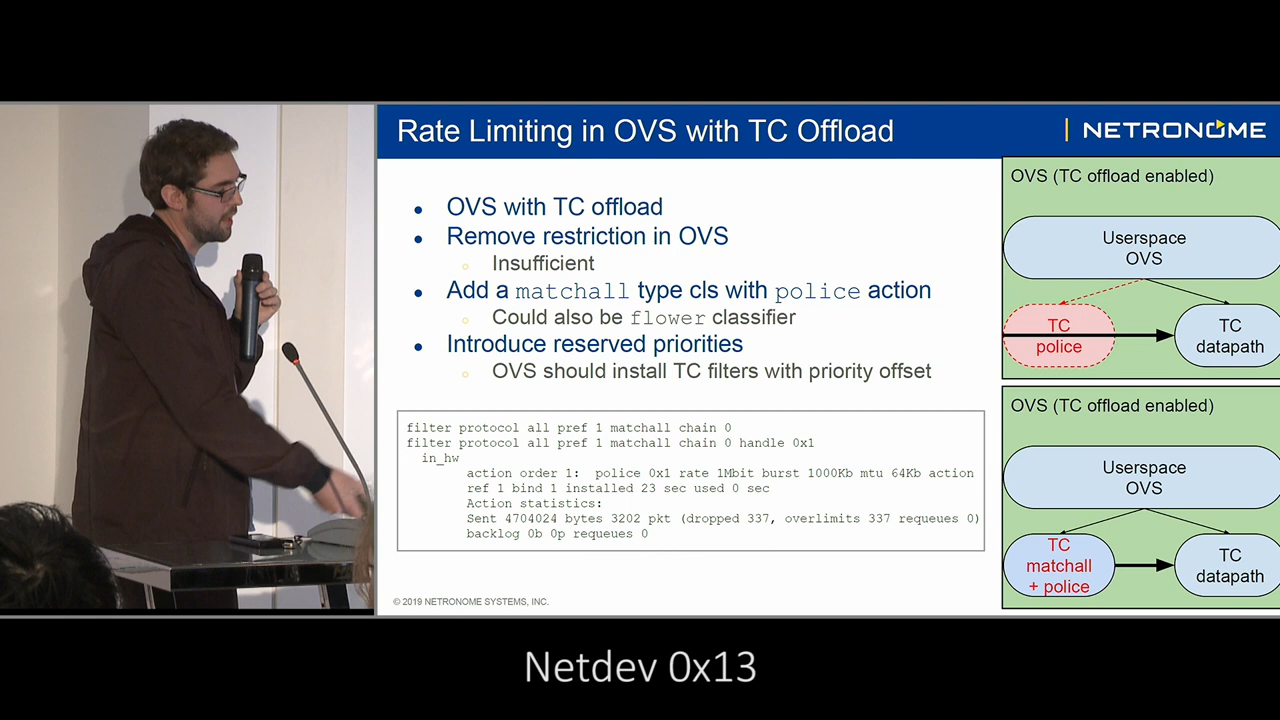 Rate Limiting in OVS with TC Offload
NETRONOME
OVS with TC offload
Remove restriction in OVS
Insufficient
Add a matchall type cls with police action
Could also be flower classifier
Introduce reserved priorities
OVS should install TC filters with priority offset
filter protocol all pref 1 matchall chain 0
filter protocol all pref 1 matchall chain 0 handle 0x1
in_hw
action order 1: police 0x1 rate 1Mbit burst 1000Kb mtu 64Kb action
ref 1 bind 1 installed 23 sec used 0 sec
Action statistics:
Sent 4704024 bytes 3202 pkt (dropped 337, overlimits 337 requeues 0)
backlog 0b 0p requeues 0
© 2019 NETRONOME SYSTEMS, INC.
OVS (TC offload enabled)
Userspace
OVS
TC
police
TC
datapath
OVS (TC offload enabled)
Userspace
OVS
TC
matchall
+ police
TC
datapath
Netdev 0x13